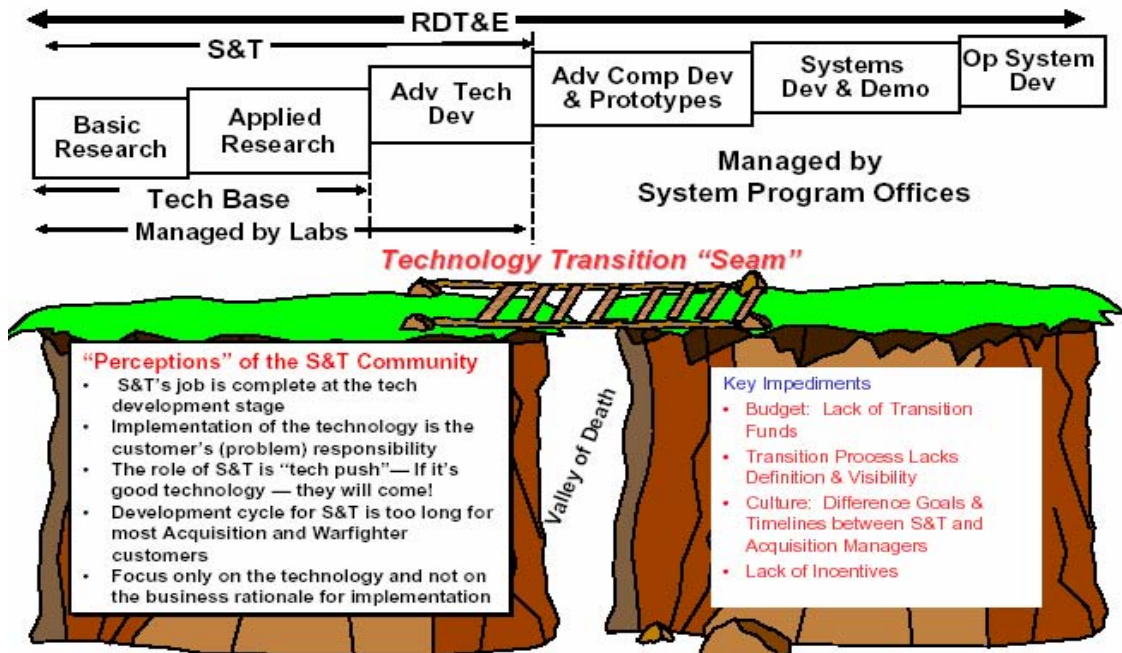 RDT&E
S&T
Basic
Research
Applied
Research
Adv Tech
Dev
Adv Comp Dev
& Prototypes
Systems
Dev & Demo
Op System
Dev
Tech Base
Managed by Labs
Managed by
System Program Offices
Technology Transition “Seam”
“Perceptions” of the S&T Community
• S&T’s job is complete at the tech
development stage
• Implementation of the technology is the
customer’s (problem) responsibility
• The role of S&T is “tech push”— If it’s
good technology — they will come!
• Development cycle for S&T is too long for
most Acquisition and Warfighter
customers
• Focus only on the technology and not on
the business rationale for implementation
Valley of Death
Key Impediments
• Budget: Lack of Transition
Funds
• Transition Process Lacks
Definition & Visibility
• Culture: Difference Goals &
Timelines between S&T and
Acquisition Managers
• Lack of Incentives